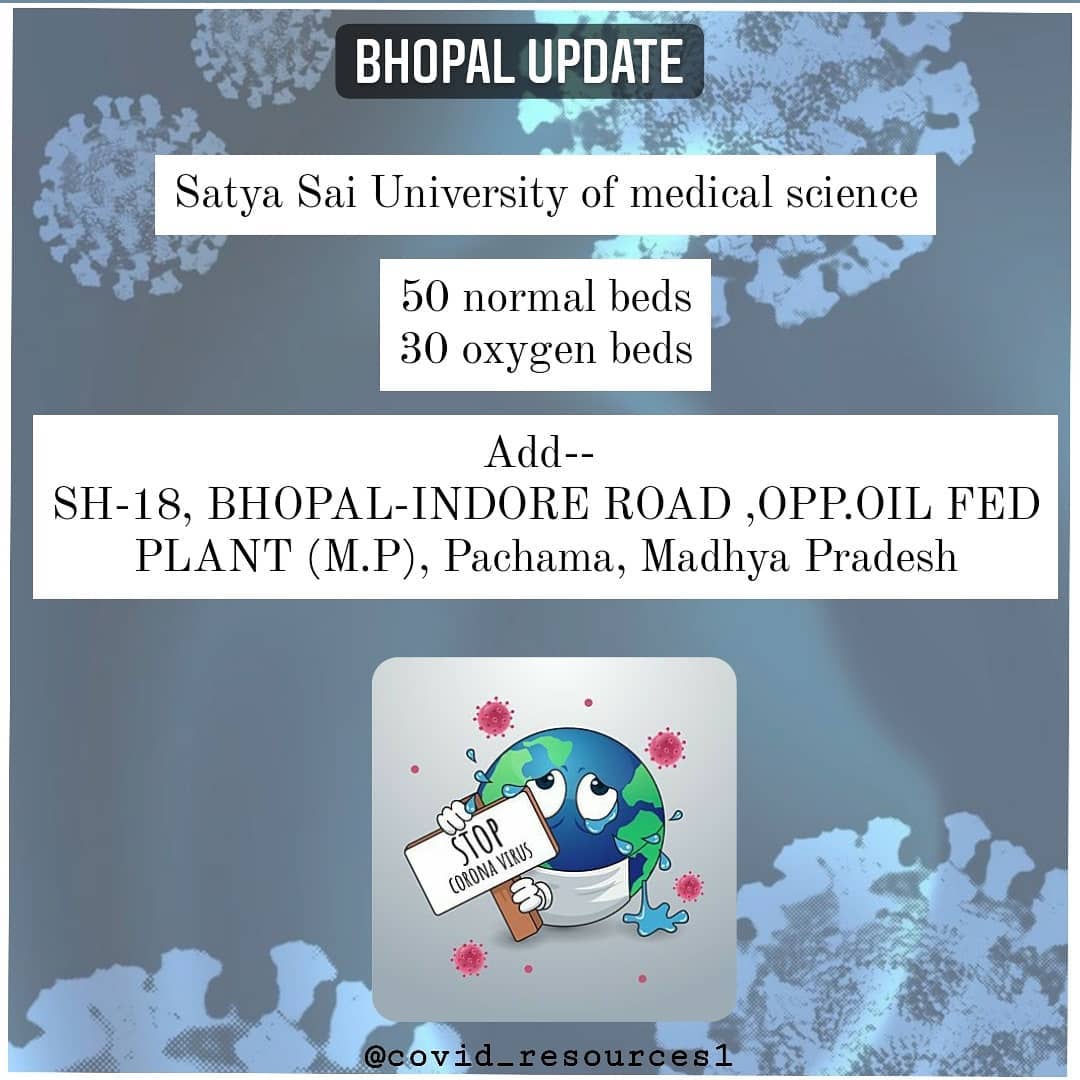 BHOPAL UPDATE
Satya Sai University of medical science
50 normal beds
30 oxygen beds
Add--
SH-18, BHOPAL-INDORE ROAD ,OPP.OIL FED
PLANT (M.P), Pachama, Madhya Pradesh
STOP
CORONA VIRUS
@covid_resources1